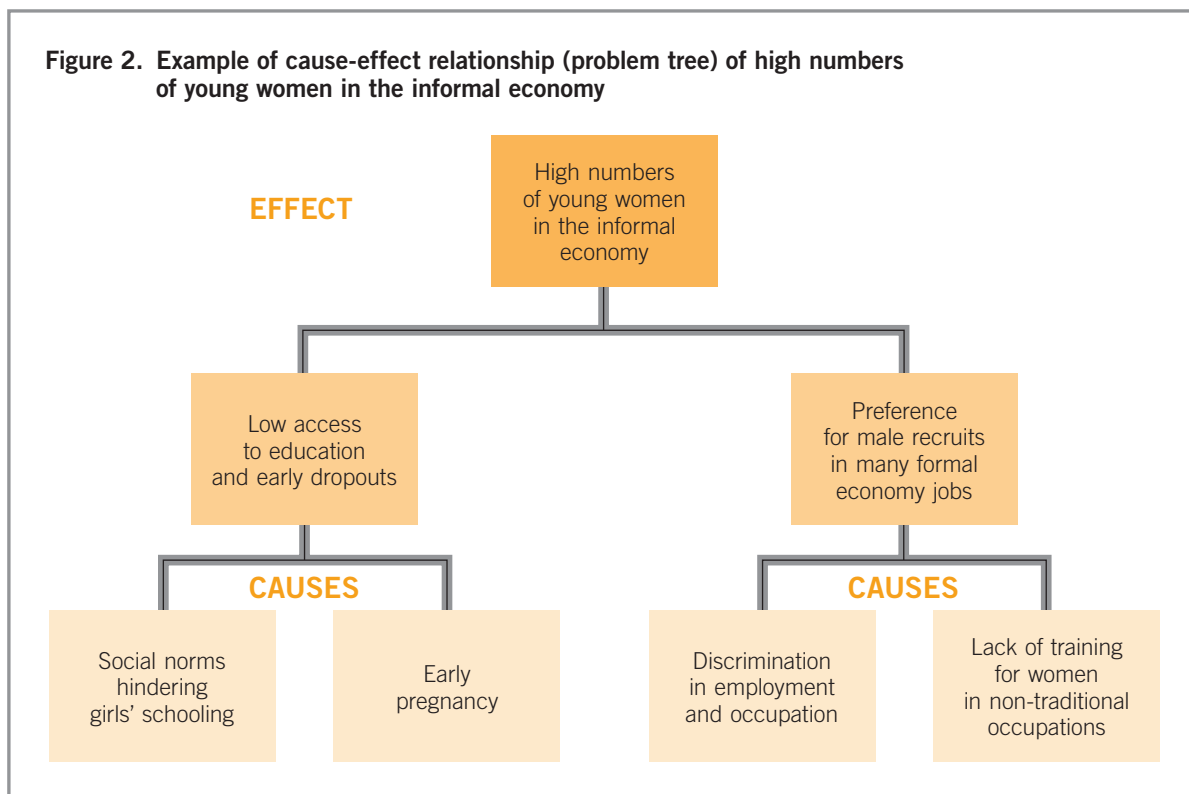 Figure 2. Example of cause-effect relationship (problem tree) of high numbers
of young women in the informal economy
EFFECT
High numbers
of young women
in the informal
economy
Low access
to education
and early dropouts
Preference
for male recruits
in many formal
economy jobs
CAUSES
CAUSES
Social norms
hindering
girls’ schooling
Early
pregnancy
Discrimination
in employment
and occupation
Lack of training
for women
in non-traditional
occupations